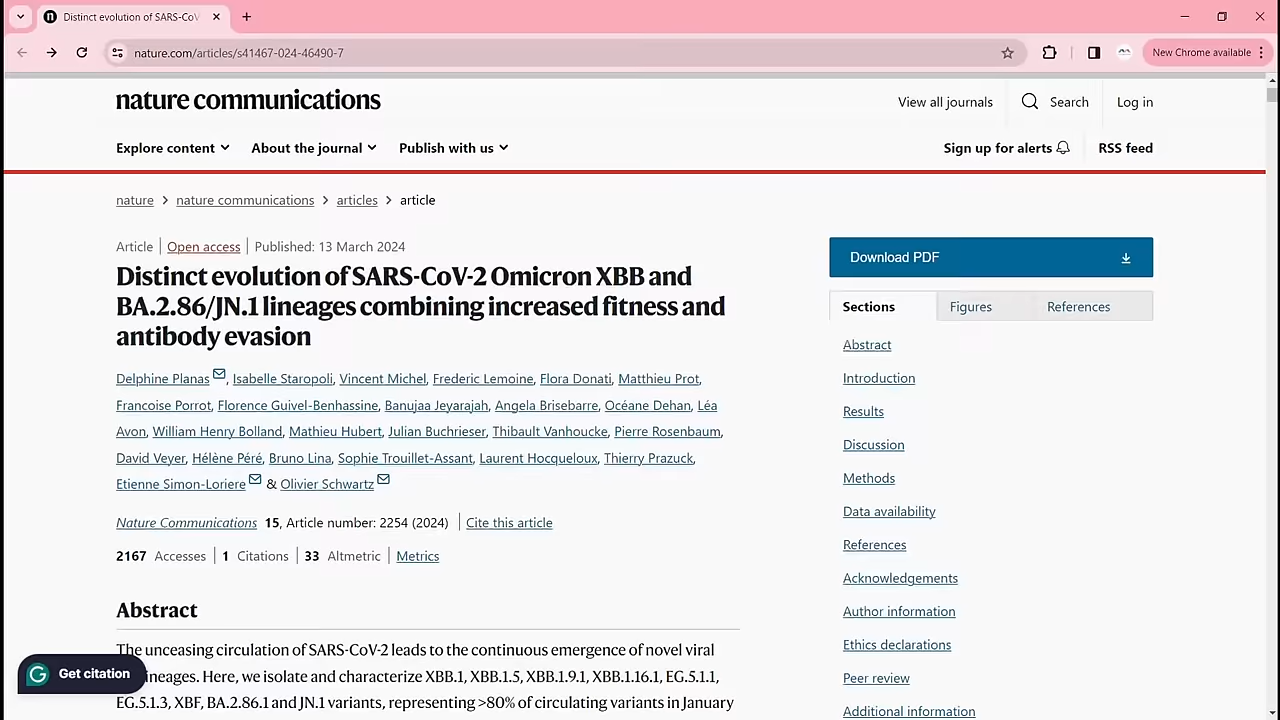 Distinct evolution of SARS-CoV
nature.com/articles/s41467-024-46490-7
New Chrome available
nature communications
View all journals
Search
Log in
Explore content
About the journal
Publish with us
Sign up for alerts
RSS feed
nature > nature communications > articles > article
Article | Open access | Published: 13 March 2024
Distinct evolution of SARS-CoV-2 Omicron XBB and
BA.2.86/JN.1 lineages combining increased fitness and
antibody evasion
Delphine Planas, Isabelle Staropoli, Vincent Michel, Frederic Lemoine, Flora Donati, Matthieu Prot,
Francoise Porrot, Florence Guivel-Benhassine, Banujaa Jeyarajah, Angela Brisebarre, Océane Dehan, Léa
Avon, William Henry Bolland, Mathieu Hubert, Julian Buchrieser, Thibault Vanhoucke, Pierre Rosenbaum,
David Veyer, Hélène Péré, Bruno Lina, Sophie Trouillet-Assant, Laurent Hocqueloux, Thierry Prazuck,
Etienne Simon-Loriere & Olivier Schwartz
Nature Communications 15, Article number: 2254 (2024) | Cite this article
2167 Accesses | 1 Citations | 33 Altmetric | Metrics
Abstract
The unceasing circulation of SARS-CoV-2 leads to the continuous emergence of novel viral
ineages. Here, we isolate and characterize XBB.1, XBB.1.5, XBB.1.9.1, XBB.1.16.1, EG.5.1.1,
EG.5.1.3, XBF, BA.2.86.1 and JN.1 variants, representing >80% of circulating variants in January
Get citation
Download PDF
Sections
Figures
References
Abstract
Introduction
Results
Discussion
Methods
Data availability
References
Acknowledgements
Author information
Ethics declarations
Peer review
Additional information